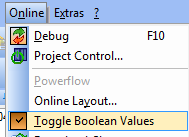 Online Extras ?
Debug F10
Project Control...
Powerflow
Online Layout...
Toggle Boolean Values